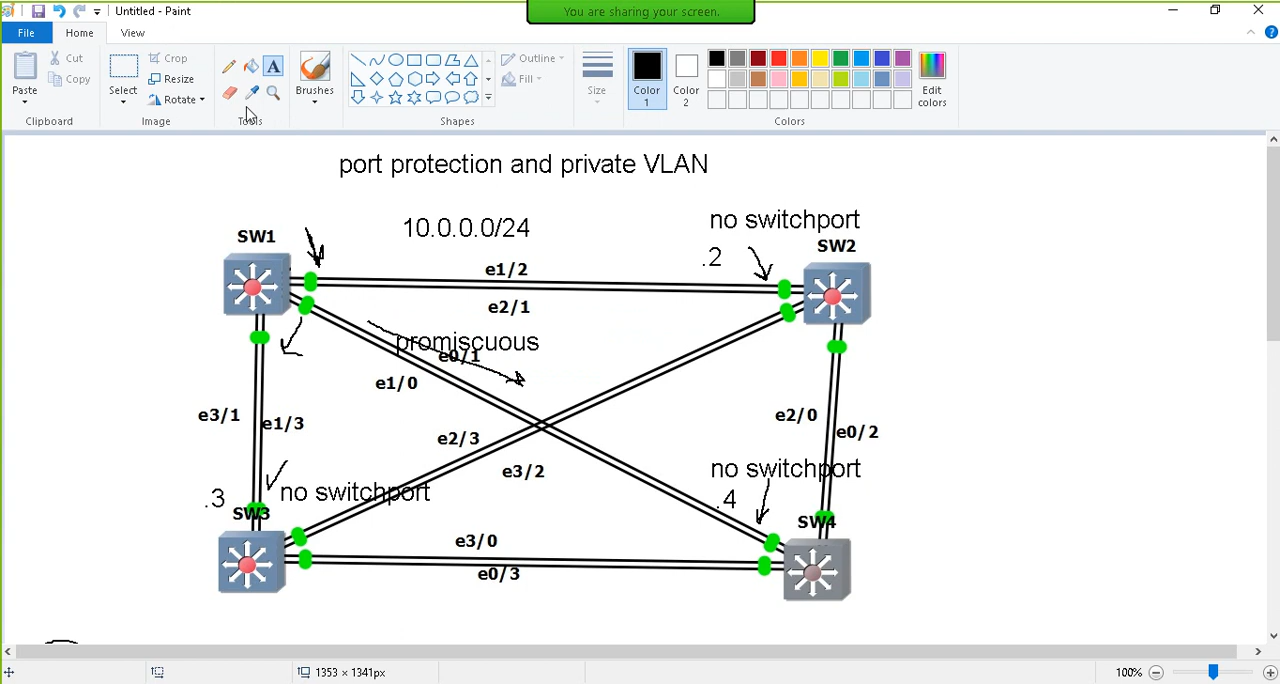 Untitled - Paint
You are sharing your screen.
File
Home
View
Paste
Cut
Copy
Clipboard
Select
Crop
Resize
Rotate
Image
Tools
Brushes
Shapes
Outline
Fill
Size
Color 1
Color 2
Edit colors
Colors
port protection and private VLAN
10.0.0.0/24
no switchport
SW1
SW2
.2
e1/2
e2/1
promiscuous
e0/1
e1/0
e3/1
e1/3
e2/0
e0/2
e2/3
e3/2
no switchport
no switchport
.3
.4
SW3
SW4
e3/0
e0/3
1353 × 1341px
100%